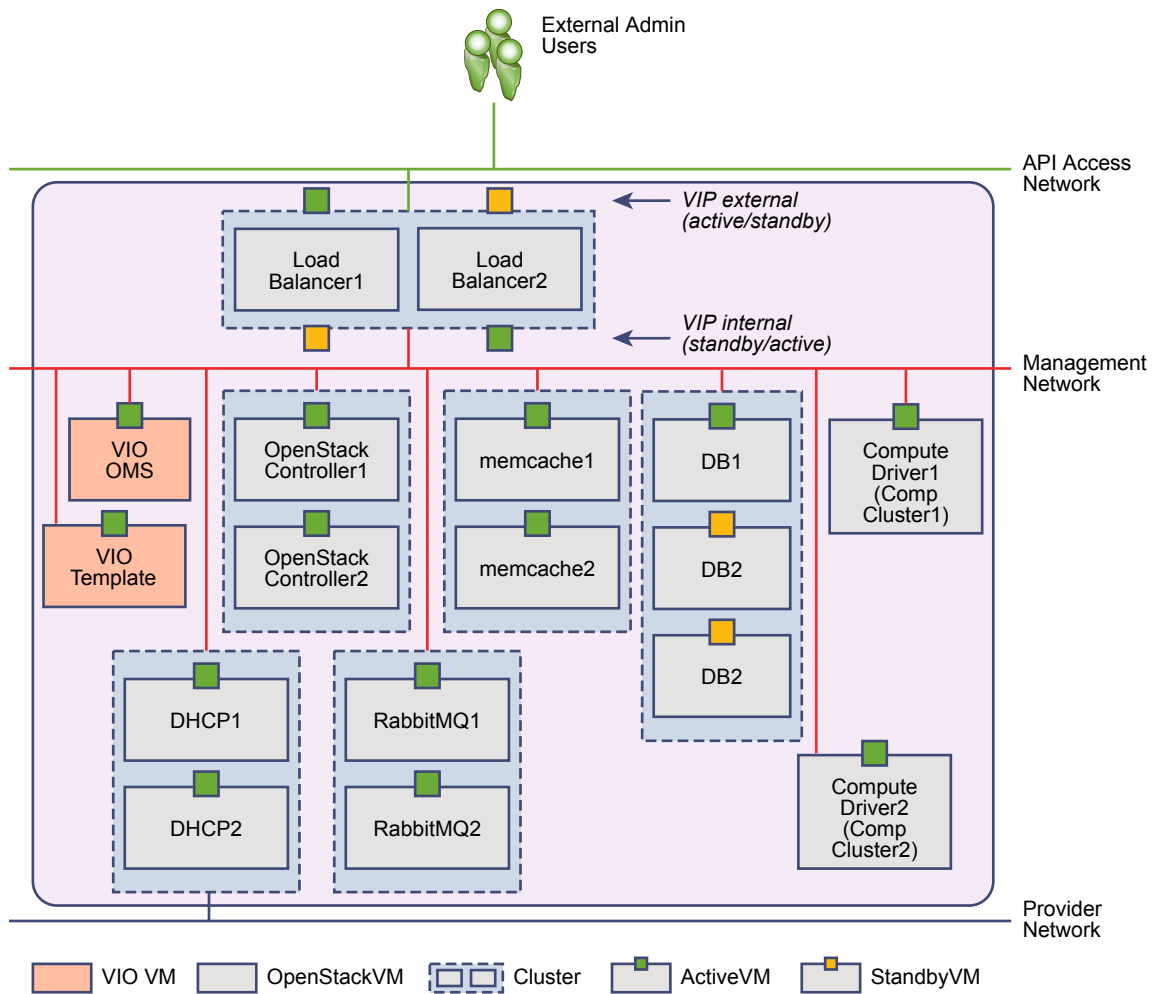 External Admin
Users
API Access
Network
VIP external
(active/standby)
Load
Balancer1
Load
Balancer2
VIP internal
(standby/active)
Management
Network
VIO
OMS
OpenStack
Controller1
memcache1
DB1
Compute
Driver1
(Comp
Cluster1)
VIO
Template
OpenStack
Controller2
memcache2
DB2
DB2
DHCP1
RabbitMQ1
DHCP2
RabbitMQ2
Compute
Driver2
(Comp
Cluster2)
Provider
Network
VIO VM
OpenStackVM
Cluster
ActiveVM
StandbyVM